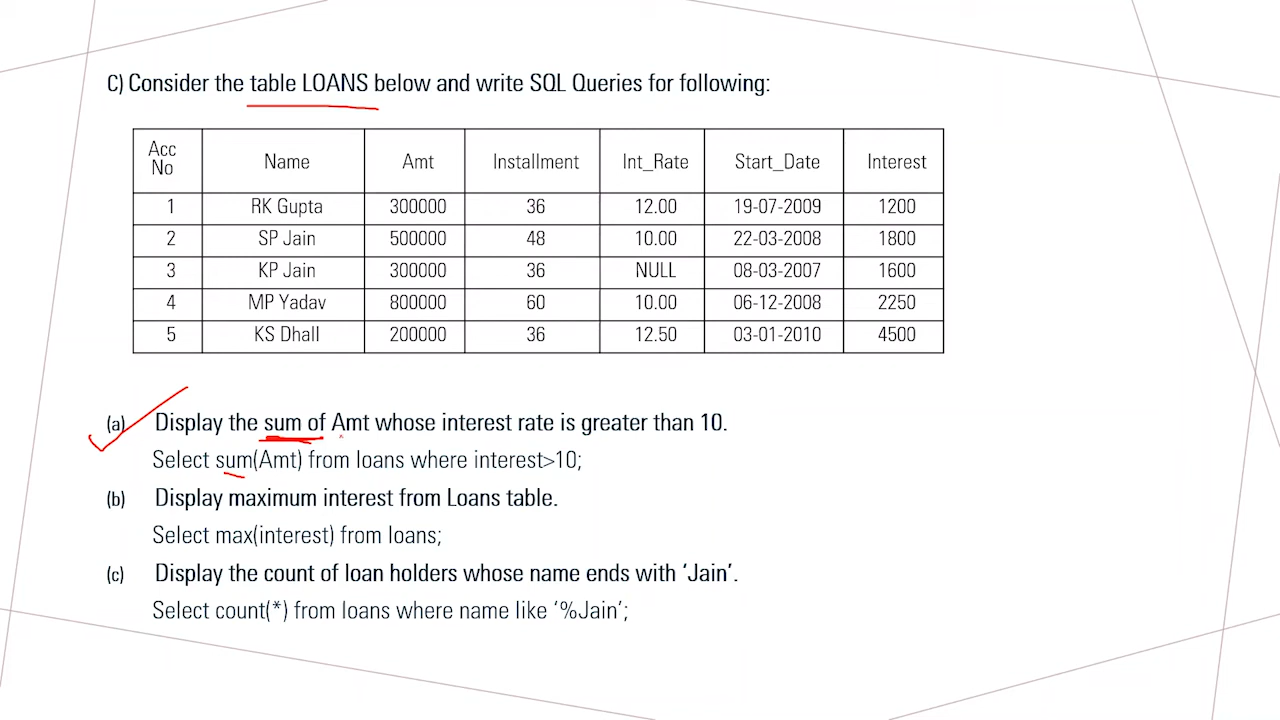 C) Consider the table LOANS below and write SQL Queries for following:
Acc No Name Amt Installment Int_Rate Start_Date Interest
1 RK Gupta 300000 36 12.00 19-07-2009 1200
2 SP Jain 500000 48 10.00 22-03-2008 1800
3 KP Jain 300000 36 NULL 08-03-2007 1600
4 MP Yadav 800000 60 10.00 06-12-2008 2250
5 KS Dhall 200000 36 12.50 03-01-2010 4500
(a) Display the sum of Amt whose interest rate is greater than 10.
Select sum(Amt) from loans where interest>10;
(b) Display maximum interest from Loans table.
Select max(interest) from loans;
(c) Display the count of loan holders whose name ends with ‘Jain’.
Select count(*) from loans where name like ‘%Jain’;